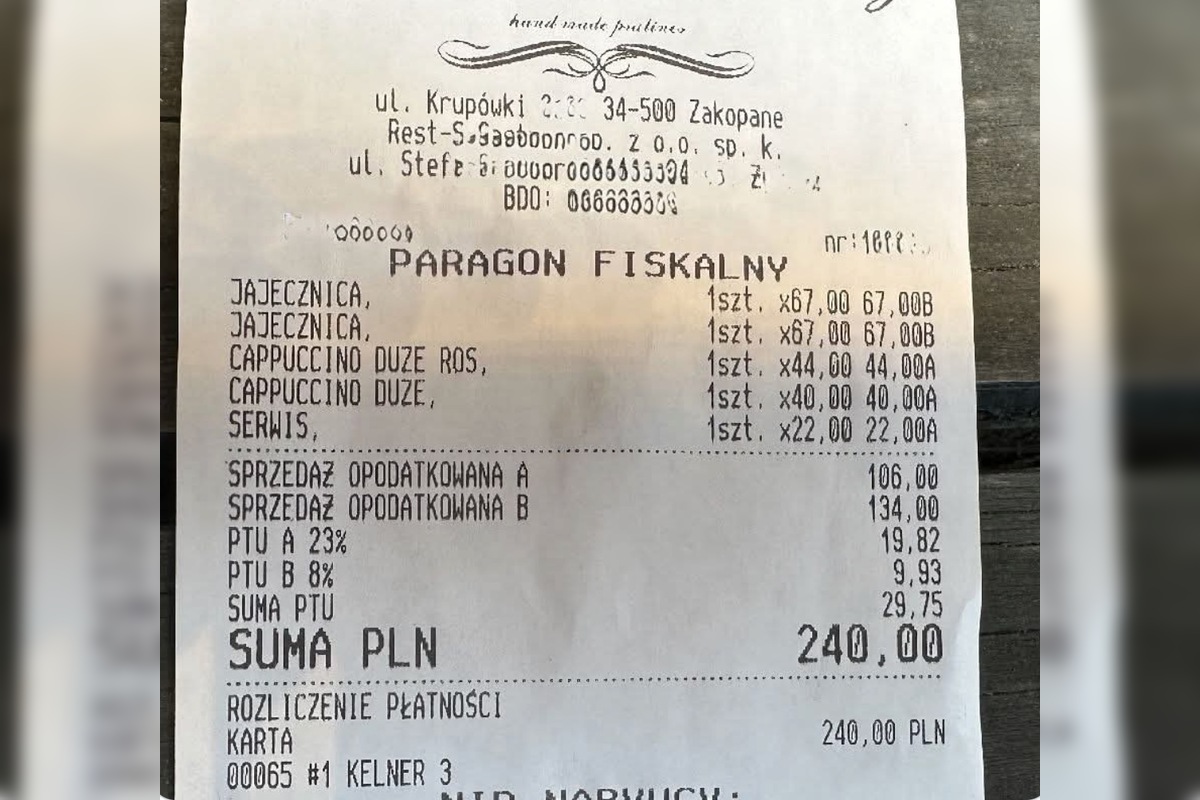 hand made pralines
ul. Krupówki 34-500 Zakopane
z o.o. sp. k.
ul.
BDO:
PARAGON FISKALNY
JAJECZNICA, 1szt. x67,00 67,00B
JAJECZNICA, 1szt. x67,00 67,00B
CAPPUCCINO DUZE ROS, 1szt. x44,00 44,00A
CAPPUCCINO DUZE, 1szt. x40,00 40,00A
SERWIS, 1szt. x22,00 22,00A
SPRZEDAŻ OPODATKOWANA A 106,00
SPRZEDAŻ OPODATKOWANA B 134,00
PTU A 23% 19,82
PTU B 8% 9,93
SUMA PTU 29,75
SUMA PLN 240,00
ROZLICZENIE PŁATNOŚCI
KARTA 240,00 PLN
00065 #1 KELNER 3
NIP NABYWCY: